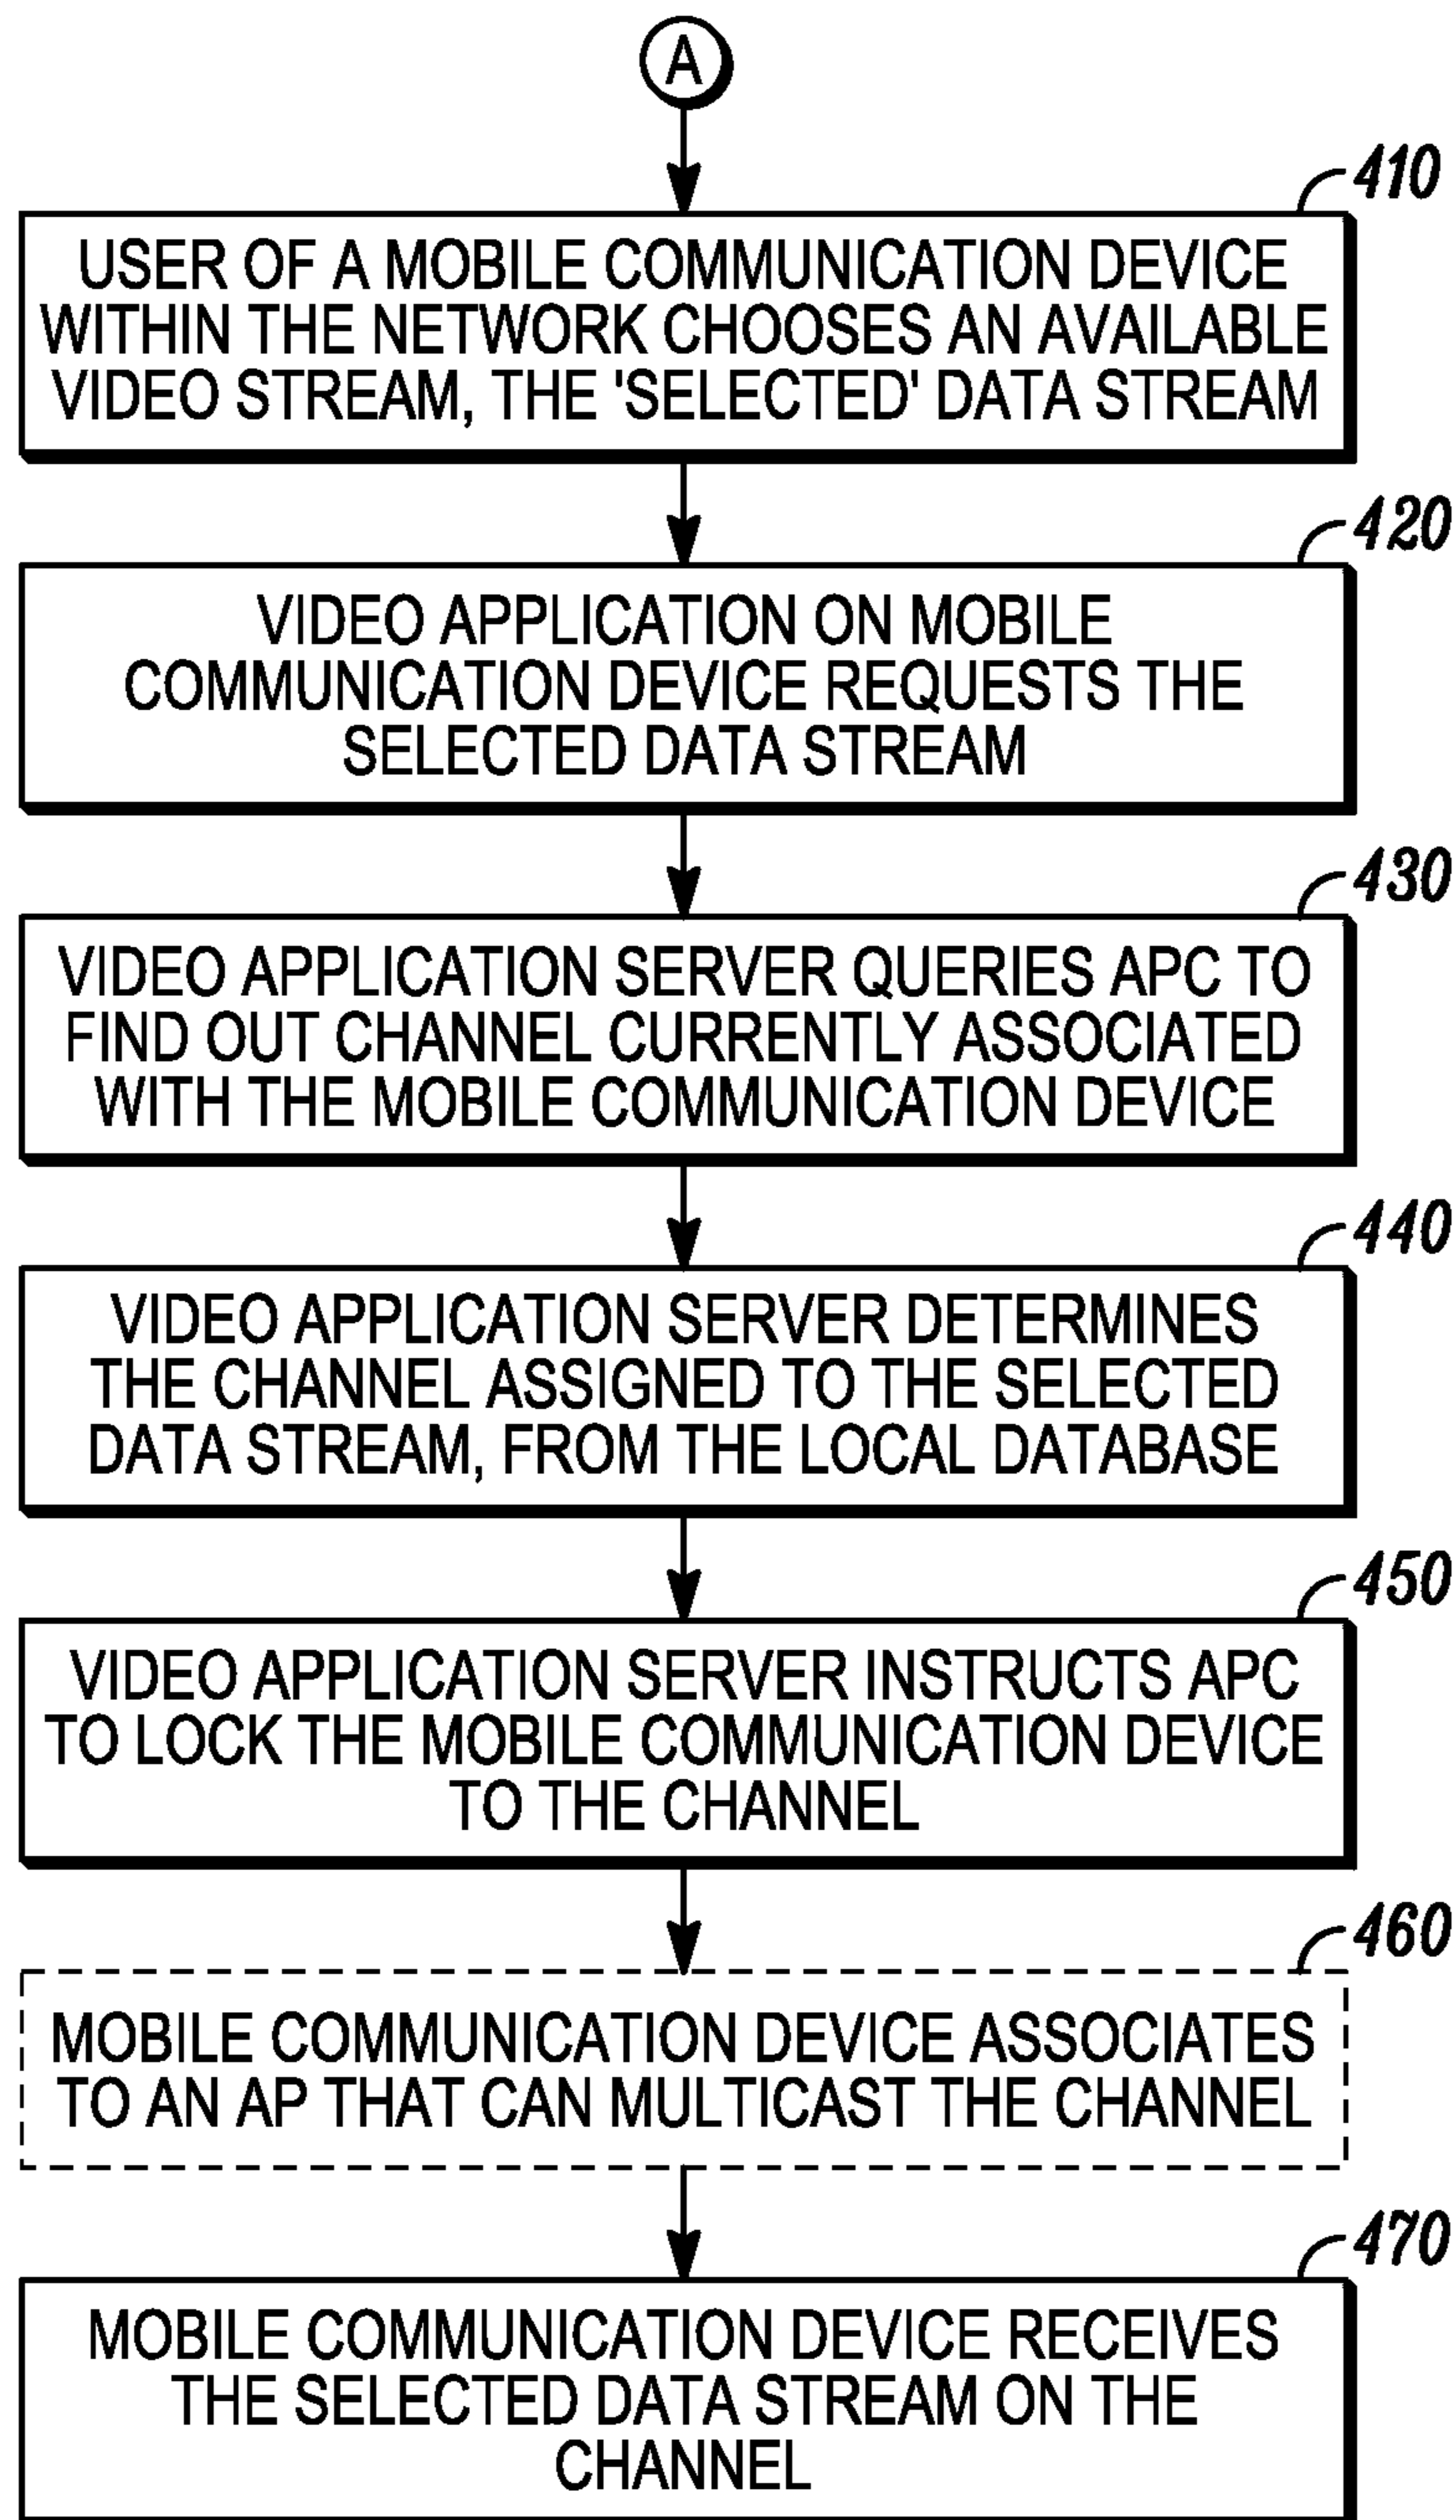 A
410
USER OF A MOBILE COMMUNICATION DEVICE
WITHIN THE NETWORK CHOOSES AN AVAILABLE
VIDEO STREAM, THE 'SELECTED' DATA STREAM
420
VIDEO APPLICATION ON MOBILE
COMMUNICATION DEVICE REQUESTS THE
SELECTED DATA STREAM
430
VIDEO APPLICATION SERVER QUERIES APC TO
FIND OUT CHANNEL CURRENTLY ASSOCIATED
WITH THE MOBILE COMMUNICATION DEVICE
440
VIDEO APPLICATION SERVER DETERMINES
THE CHANNEL ASSIGNED TO THE SELECTED
DATA STREAM, FROM THE LOCAL DATABASE
450
VIDEO APPLICATION SERVER INSTRUCTS APC
TO LOCK THE MOBILE COMMUNICATION DEVICE
TO THE CHANNEL
460
MOBILE COMMUNICATION DEVICE ASSOCIATES
TO AN AP THAT CAN MULTICAST THE CHANNEL
470
MOBILE COMMUNICATION DEVICE RECEIVES
THE SELECTED DATA STREAM ON THE
CHANNEL